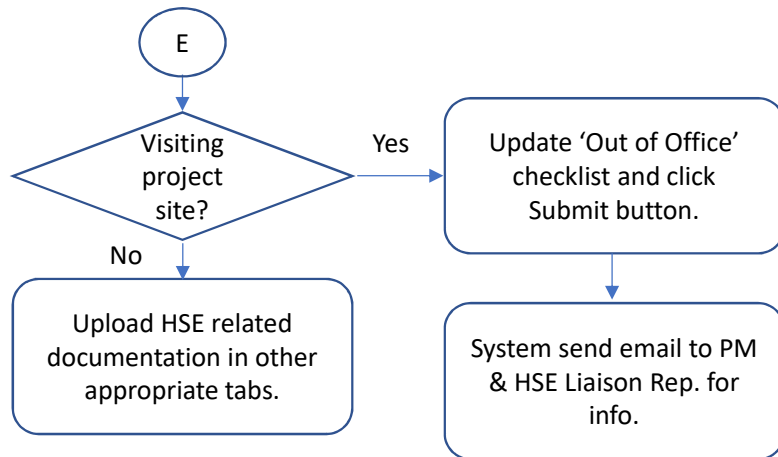 E
Visiting
project
site?
Yes
Update ‘Out of Office’
checklist and click
Submit button.
No
Upload HSE related
documentation in other
appropriate tabs.
System send email to PM
& HSE Liaison Rep. for
info.